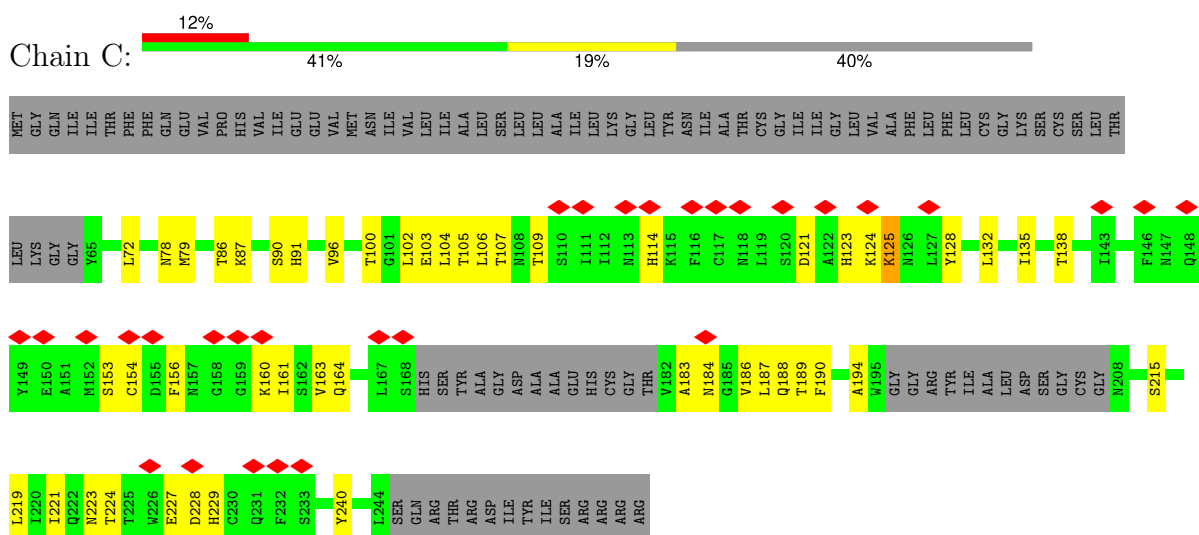 12%
Chain C:
41% 19% 40%
MET GLY GLN ILE ILE THR PHE PHE GLN GLU VAL PRO HIS VAL ILE GLU GLU VAL MET ASN ILE VAL LEU ILE ALA LEU SER LEU LEU ALA ILE LEU LYS GLY LEU TYR ASN ILE ALA THR CYS GLY ILE ILE GLY LEU VAL ALA PHE LEU PHE LEU CYS GLY LYS SER CYS SER LEU THR
LEU LYS GLY GLY Y65 L72 N78 M79 T86 K87 S90 H91 V96 T100 G101 L102 E103 L104 T105 L106 T107 N108 T109 S110 I111 I112 N113 H114 K115 F116 C117 N118 L119 S120 D121 A122 H123 K124 K125 N126 L127 Y128 L132 I135 T138 I143 F146 N147 Q148
Y149 E150 A151 M152 S153 C154 D155 F156 N157 G158 G159 K160 I161 S162 V163 Q164 L167 S168 HIS SER TYR ALA GLY ASP ALA ALA GLU HIS CYS GLY THR V182 A183 N184 G185 V186 L187 Q188 T189 F190 A194 W195 GLY GLY ARG TYR ILE ALA LEU ASP SER GLY CYS GLY N208 S215
L219 I220 I221 Q222 N223 T224 T225 W226 E227 D228 H229 C230 Q231 F232 S233 Y240 L244 SER GLN ARG THR ARG ASP ILE TYR ILE SER ARG ARG ARG ARG